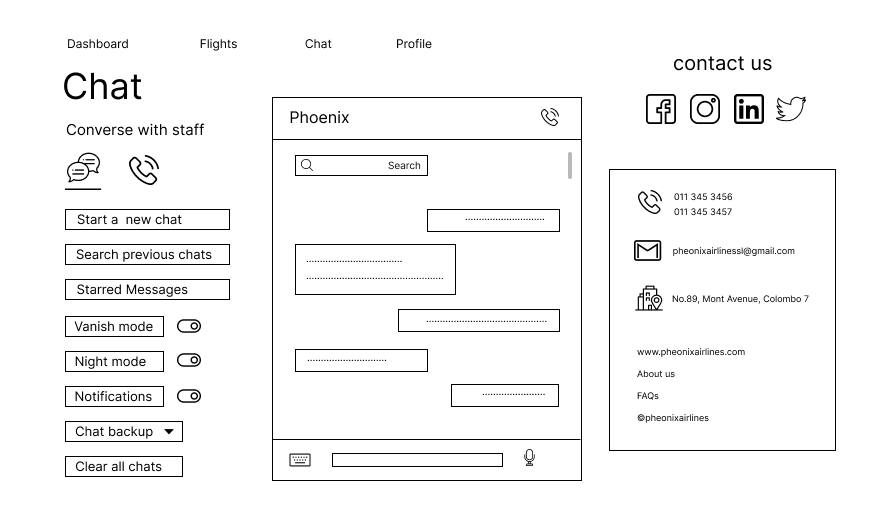 Dashboard
Flights
Chat
Profile
Chat
Converse with staff
Start a  new chat
Search previous chats
Starred Messages
Vanish mode
Night mode
Notifications
Chat backup
Clear all chats
Phoenix
Search
contact us
in
011 345 3456
011 345 3457
pheonixairlinessl@gmail.com
No.89, Mont Avenue, Colombo 7
www.pheonixairlines.com
About us
FAQs
©pheonixairlines